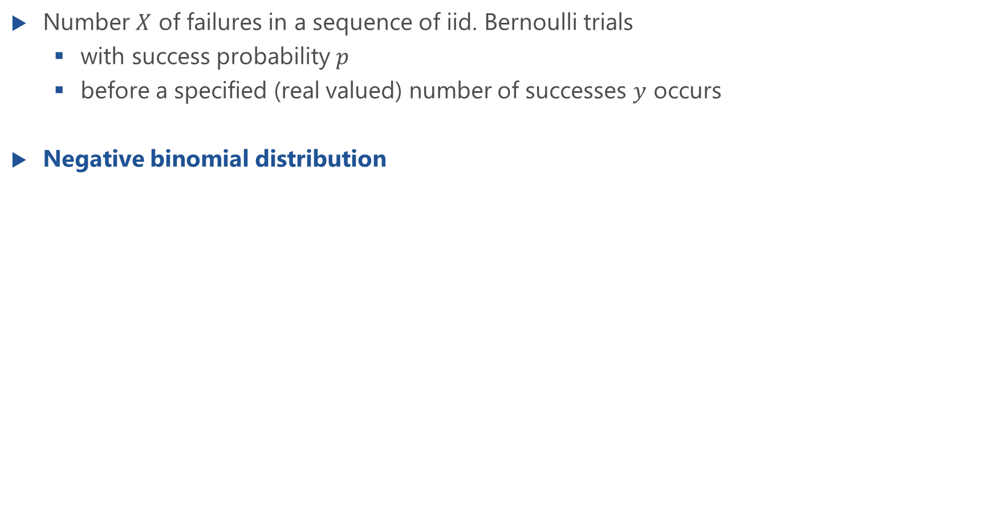 Number X of failures in a sequence of iid. Bernoulli trials
with success probability p
before a specified (real valued) number of successes y occurs
Negative binomial distribution